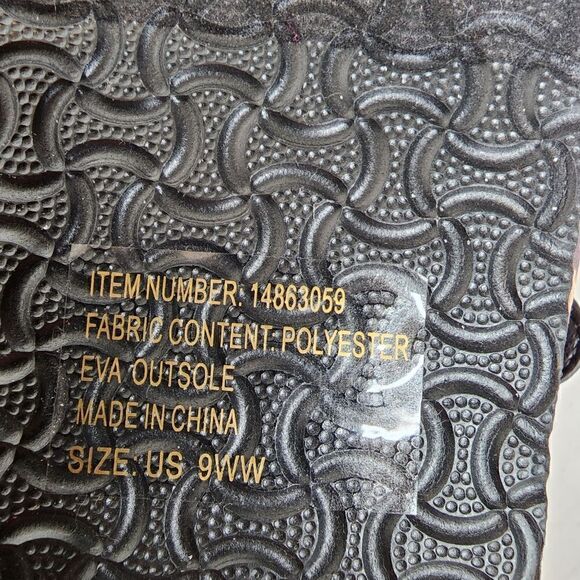 ITEM NUMBER: 14863059
FABRIC CONTENT: POLYESTER
EVA OUTSOLE
MADE IN CHINA
SIZE: US 9WW